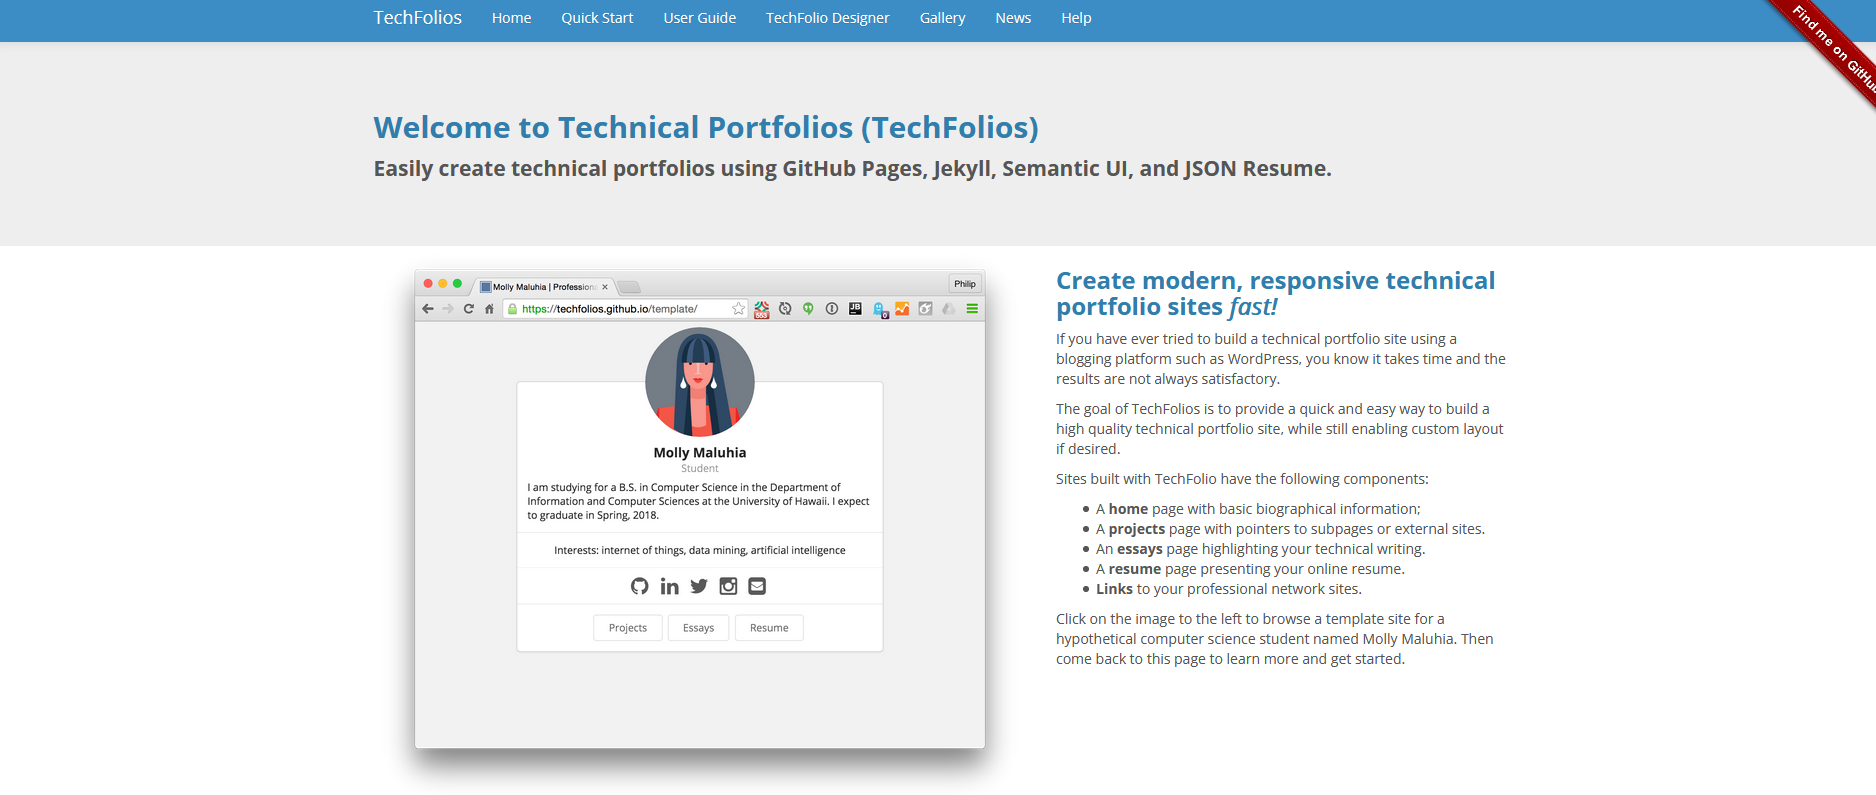 TechFolios Home Quick Start User Guide TechFolio Designer Gallery News Help
Find me on GitHub
Welcome to Technical Portfolios (TechFolios)
Easily create technical portfolios using GitHub Pages, Jekyll, Semantic UI, and JSON Resume.
Molly Maluhia | Profession
Philip
https://techfolios.github.io/template/
553
JB
0
Molly Maluhia
Student
I am studying for a B.S. in Computer Science in the Department of
Information and Computer Sciences at the University of Hawaii. I expect
to graduate in Spring, 2018.
Interests: internet of things, data mining, artificial intelligence
Projects Essays Resume
Create modern, responsive technical
portfolio sites fast!
If you have ever tried to build a technical portfolio site using a
blogging platform such as WordPress, you know it takes time and the
results are not always satisfactory.
The goal of TechFolios is to provide a quick and easy way to build a
high quality technical portfolio site, while still enabling custom layout
if desired.
Sites built with TechFolio have the following components:
• A home page with basic biographical information;
• A projects page with pointers to subpages or external sites.
• An essays page highlighting your technical writing.
• A resume page presenting your online resume.
• Links to your professional network sites.
Click on the image to the left to browse a template site for a
hypothetical computer science student named Molly Maluhia. Then
come back to this page to learn more and get started.